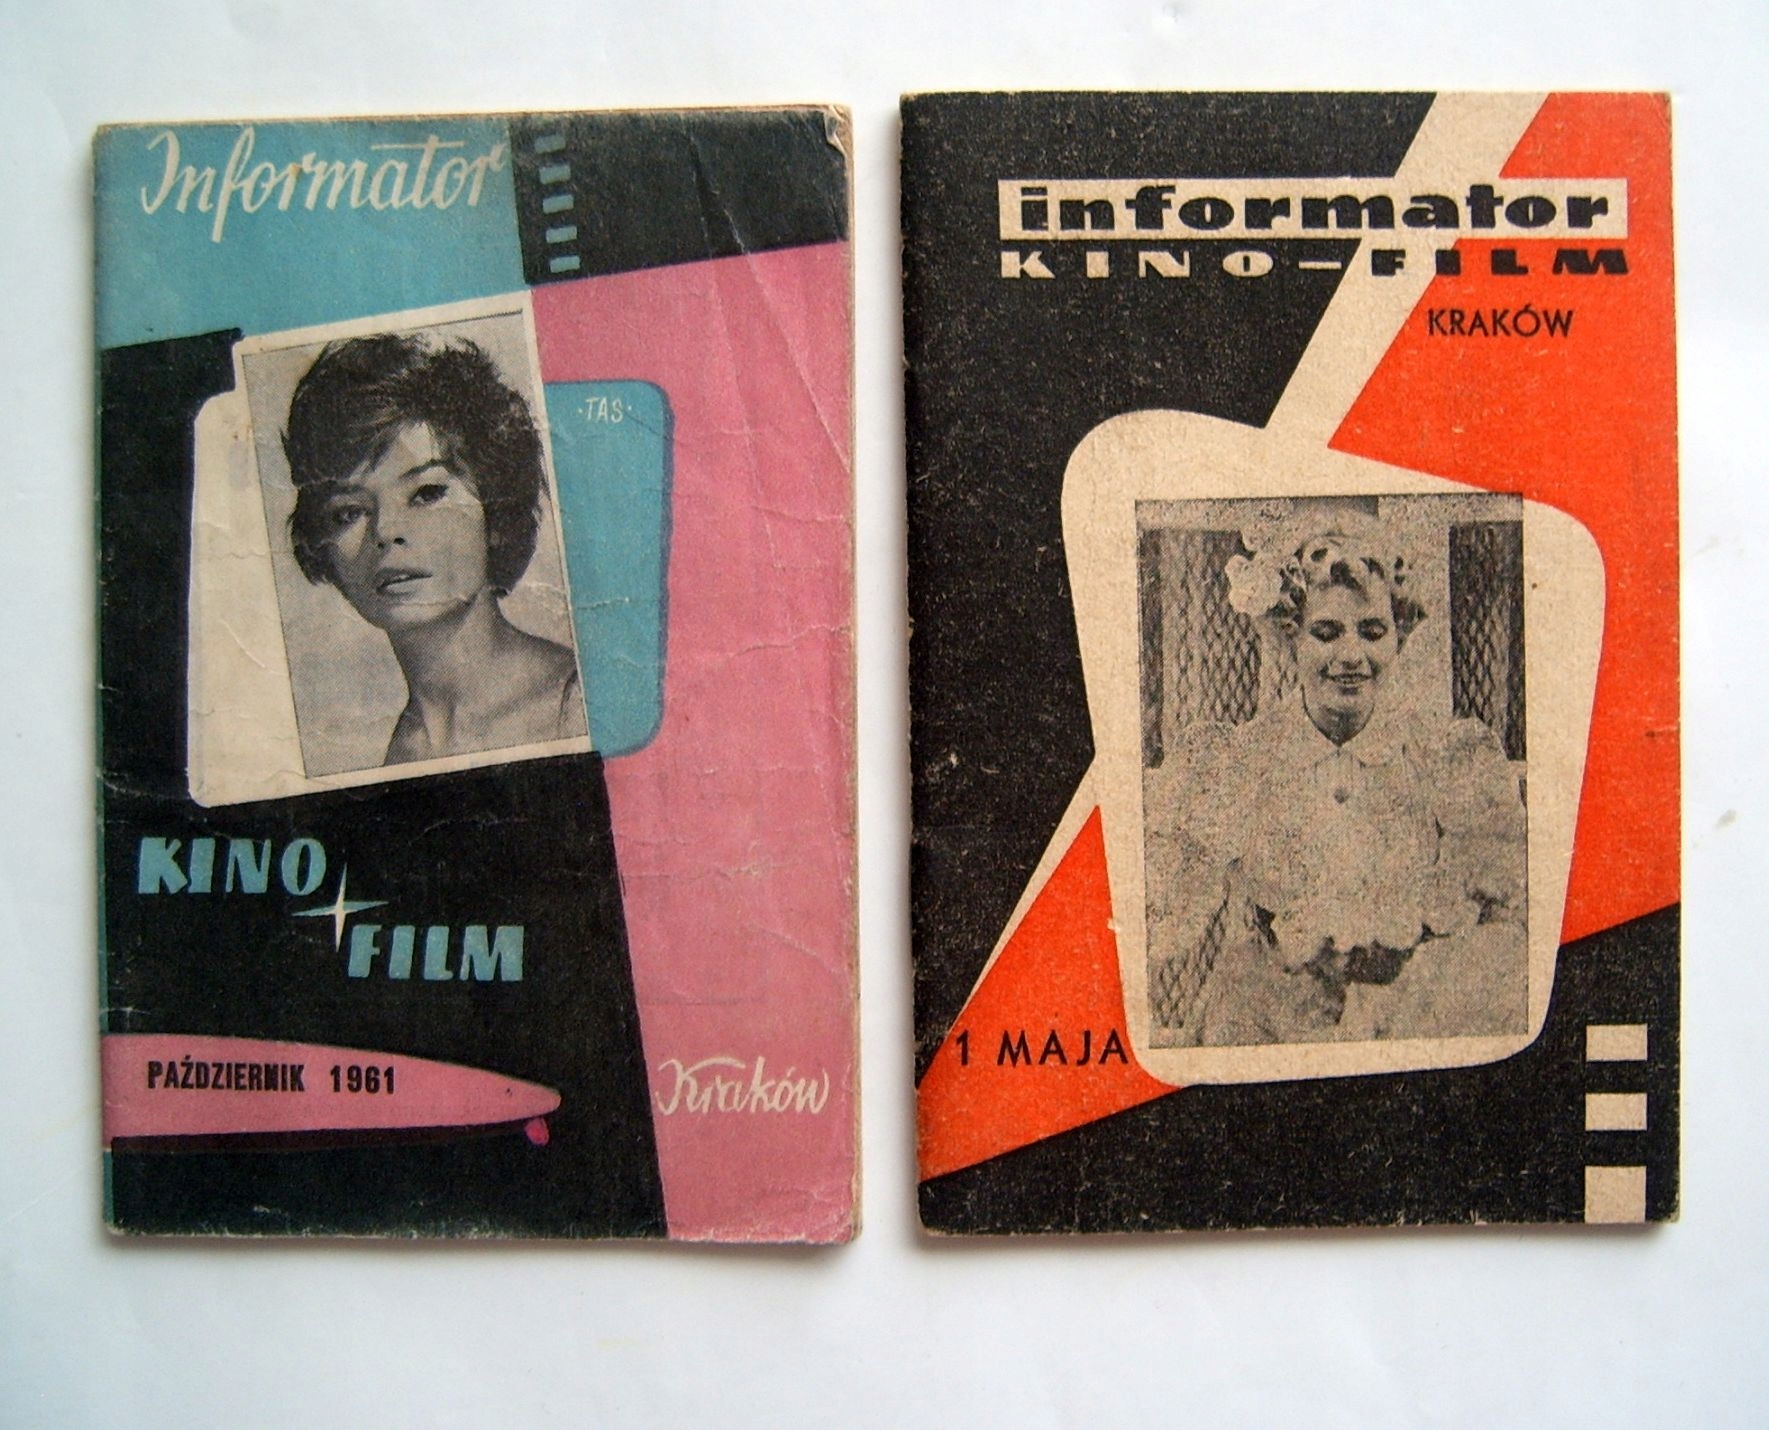 Informator
·TAS·
KINO
FILM
PAŹDZIERNIK 1961
Kraków
informator
KINO-FILM
KRAKÓW
1 MAJA